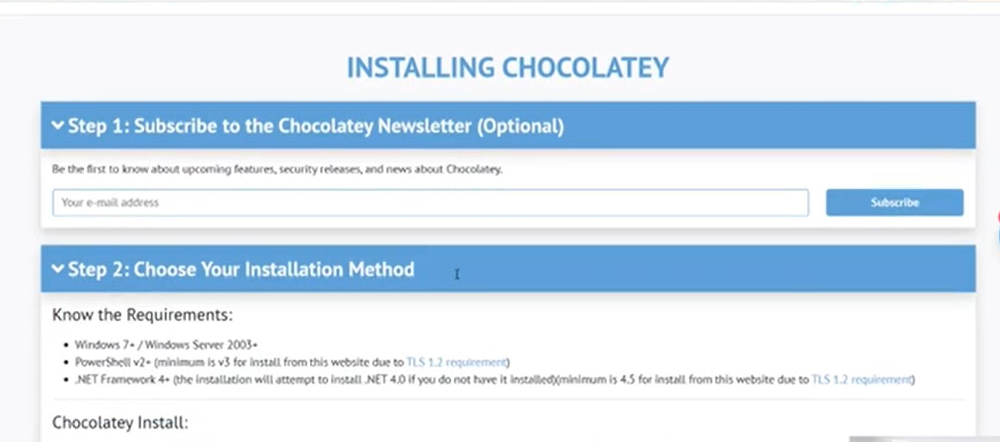 INSTALLING CHOCOLATEY
Step 1: Subscribe to the Chocolatey Newsletter (Optional)
Be the first to know about upcoming features, security releases, and news about Chocolatey.
Your e-mail address
Subscribe
Step 2: Choose Your Installation Method
Know the Requirements:
• Windows 7+ / Windows Server 2003+
• PowerShell v2+ (minimum is v3 for install from this website due to TLS 1.2 requirement)
• .NET Framework 4+ (the installation will attempt to install .NET 4.0 if you do not have it installed)(minimum is 4.5 for install from this website due to TLS 1.2 requirement)
Chocolatey Install: